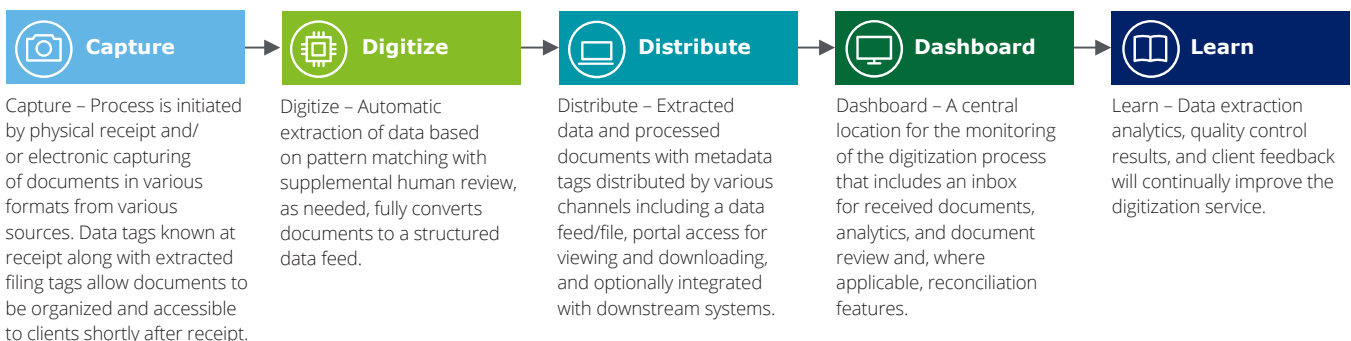 Capture
Digitize
Distribute
Dashboard
Learn
Capture – Process is initiated
by physical receipt and/
or electronic capturing
of documents in various
formats from various
sources. Data tags known at
receipt along with extracted
filing tags allow documents to
be organized and accessible
to clients shortly after receipt.
Digitize – Automatic
extraction of data based
on pattern matching with
supplemental human review,
as needed, fully converts
documents to a structured
data feed.
Distribute – Extracted
data and processed
documents with metadata
tags distributed by various
channels including a data
feed/file, portal access for
viewing and downloading,
and optionally integrated
with downstream systems.
Dashboard – A central
location for the monitoring
of the digitization process
that includes an inbox
for received documents,
analytics, and document
review and, where
applicable, reconciliation
features.
Learn – Data extraction
analytics, quality control
results, and client feedback
will continually improve the
digitization service.